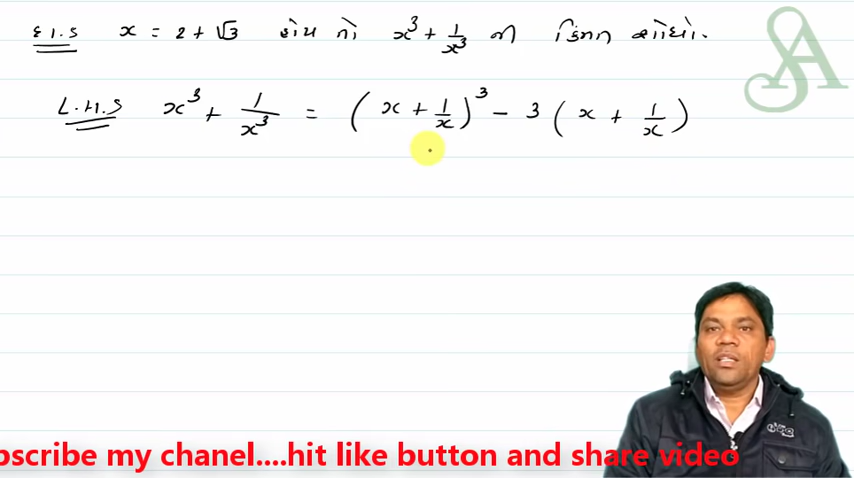 દા.5 x = 2 + √3 હોય તો x³ + 1/x³ ની કિંમત શોધો.
L.H.S x³ + 1/x³ = (x + 1/x)³ − 3 (x + 1/x)
bscribe my chanel....hit like button and share video